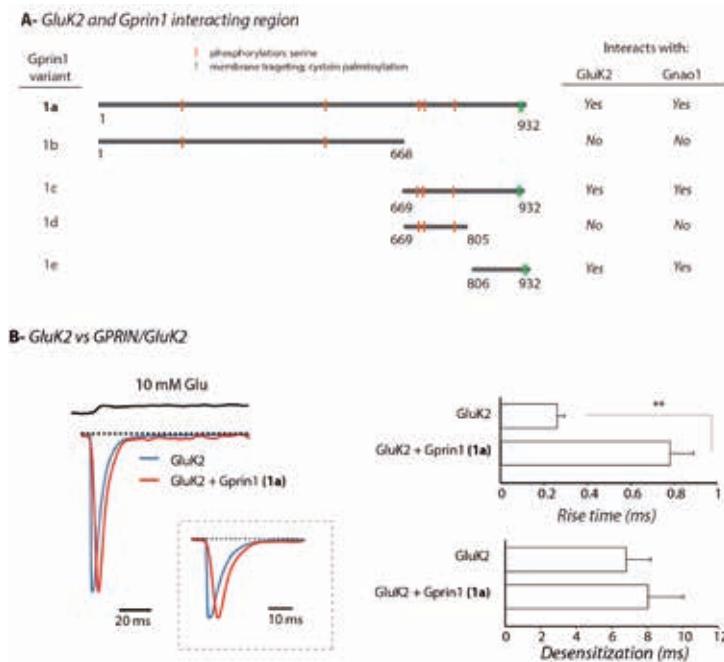 A- GluK2 and Gprin1 interacting region
Gprin1 variant
phosphorylation: serine
membrane trageting: cystein palmitoylation
Interacts with:
GluK2 Gnao1
1a 1 932 Yes Yes
1b 1 668 No No
1c 669 932 Yes Yes
1d 669 805 No No
1e 806 932 Yes Yes
B- GluK2 vs GPRIN/GluK2
10 mM Glu
GluK2
GluK2 + Gprin1 (1a)
20 ms
10 ms
GluK2
**
GluK2 + Gprin1 (1a)
0 0.2 0.4 0.6 0.8 1
Rise time (ms)
GluK2
GluK2 + Gprin1 (1a)
0 2 4 6 8 10 12
Desensitization (ms)